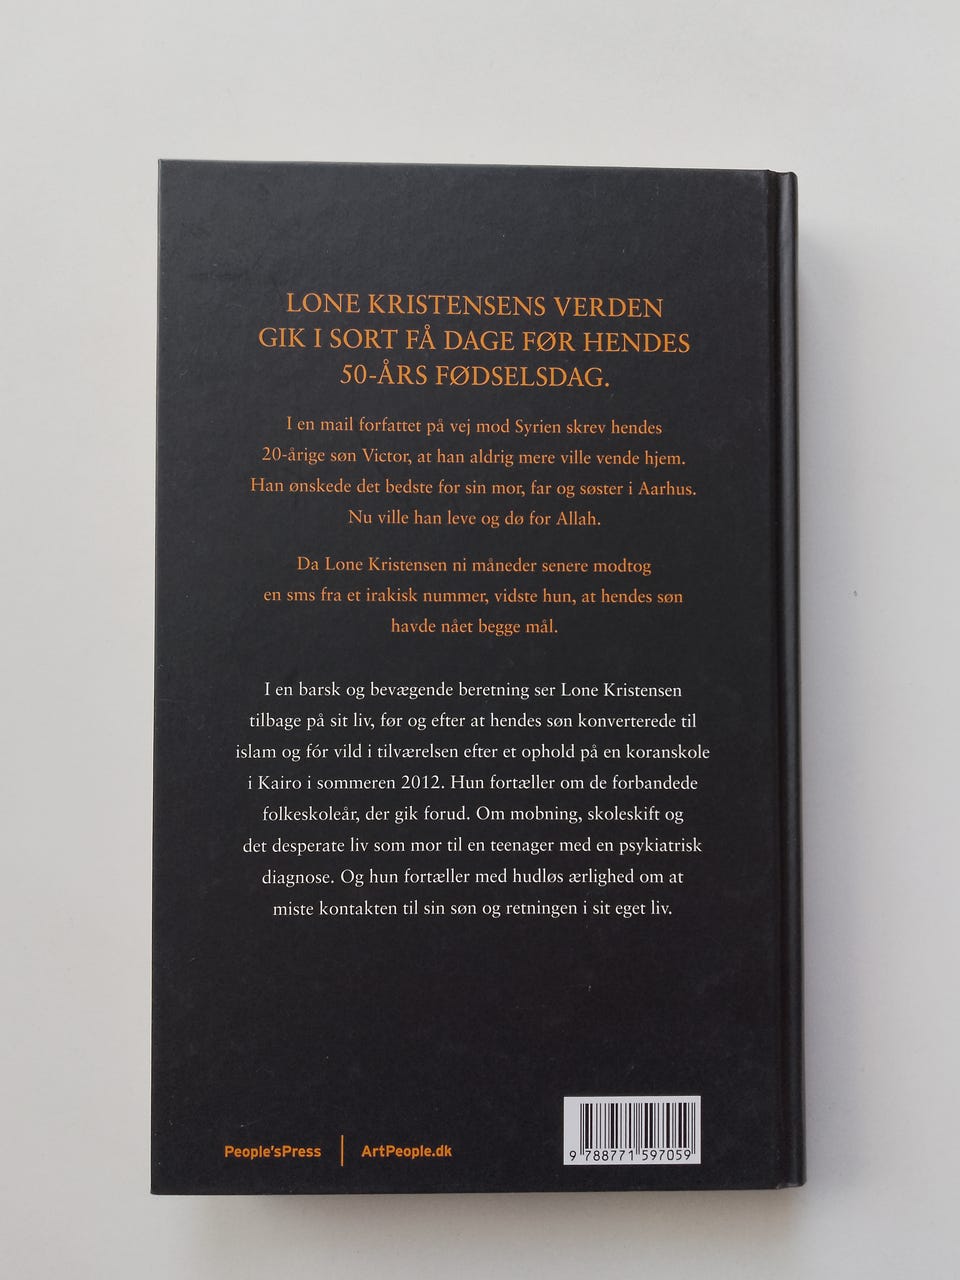 LONE KRISTENSENS VERDEN
GIK I SORT FÅ DAGE FØR HENDES
50-ÅRS FØDSELSDAG.
I en mail forfattet på vej mod Syrien skrev hendes
20-årige søn Victor, at han aldrig mere ville vende hjem.
Han ønskede det bedste for sin mor, far og søster i Aarhus.
Nu ville han leve og dø for Allah.
Da Lone Kristensen ni måneder senere modtog
en sms fra et irakisk nummer, vidste hun, at hendes søn
havde nået begge mål.
I en barsk og bevægende beretning ser Lone Kristensen
tilbage på sit liv, før og efter at hendes søn konverterede til
islam og fór vild i tilværelsen efter et ophold på en koranskole
i Kairo i sommeren 2012. Hun fortæller om de forbandede
folkeskoleår, der gik forud. Om mobning, skoleskift og
det desperate liv som mor til en teenager med en psykiatrisk
diagnose. Og hun fortæller med hudløs ærlighed om at
miste kontakten til sin søn og retningen i sit eget liv.
People'sPress | ArtPeople.dk
9 788771 597059